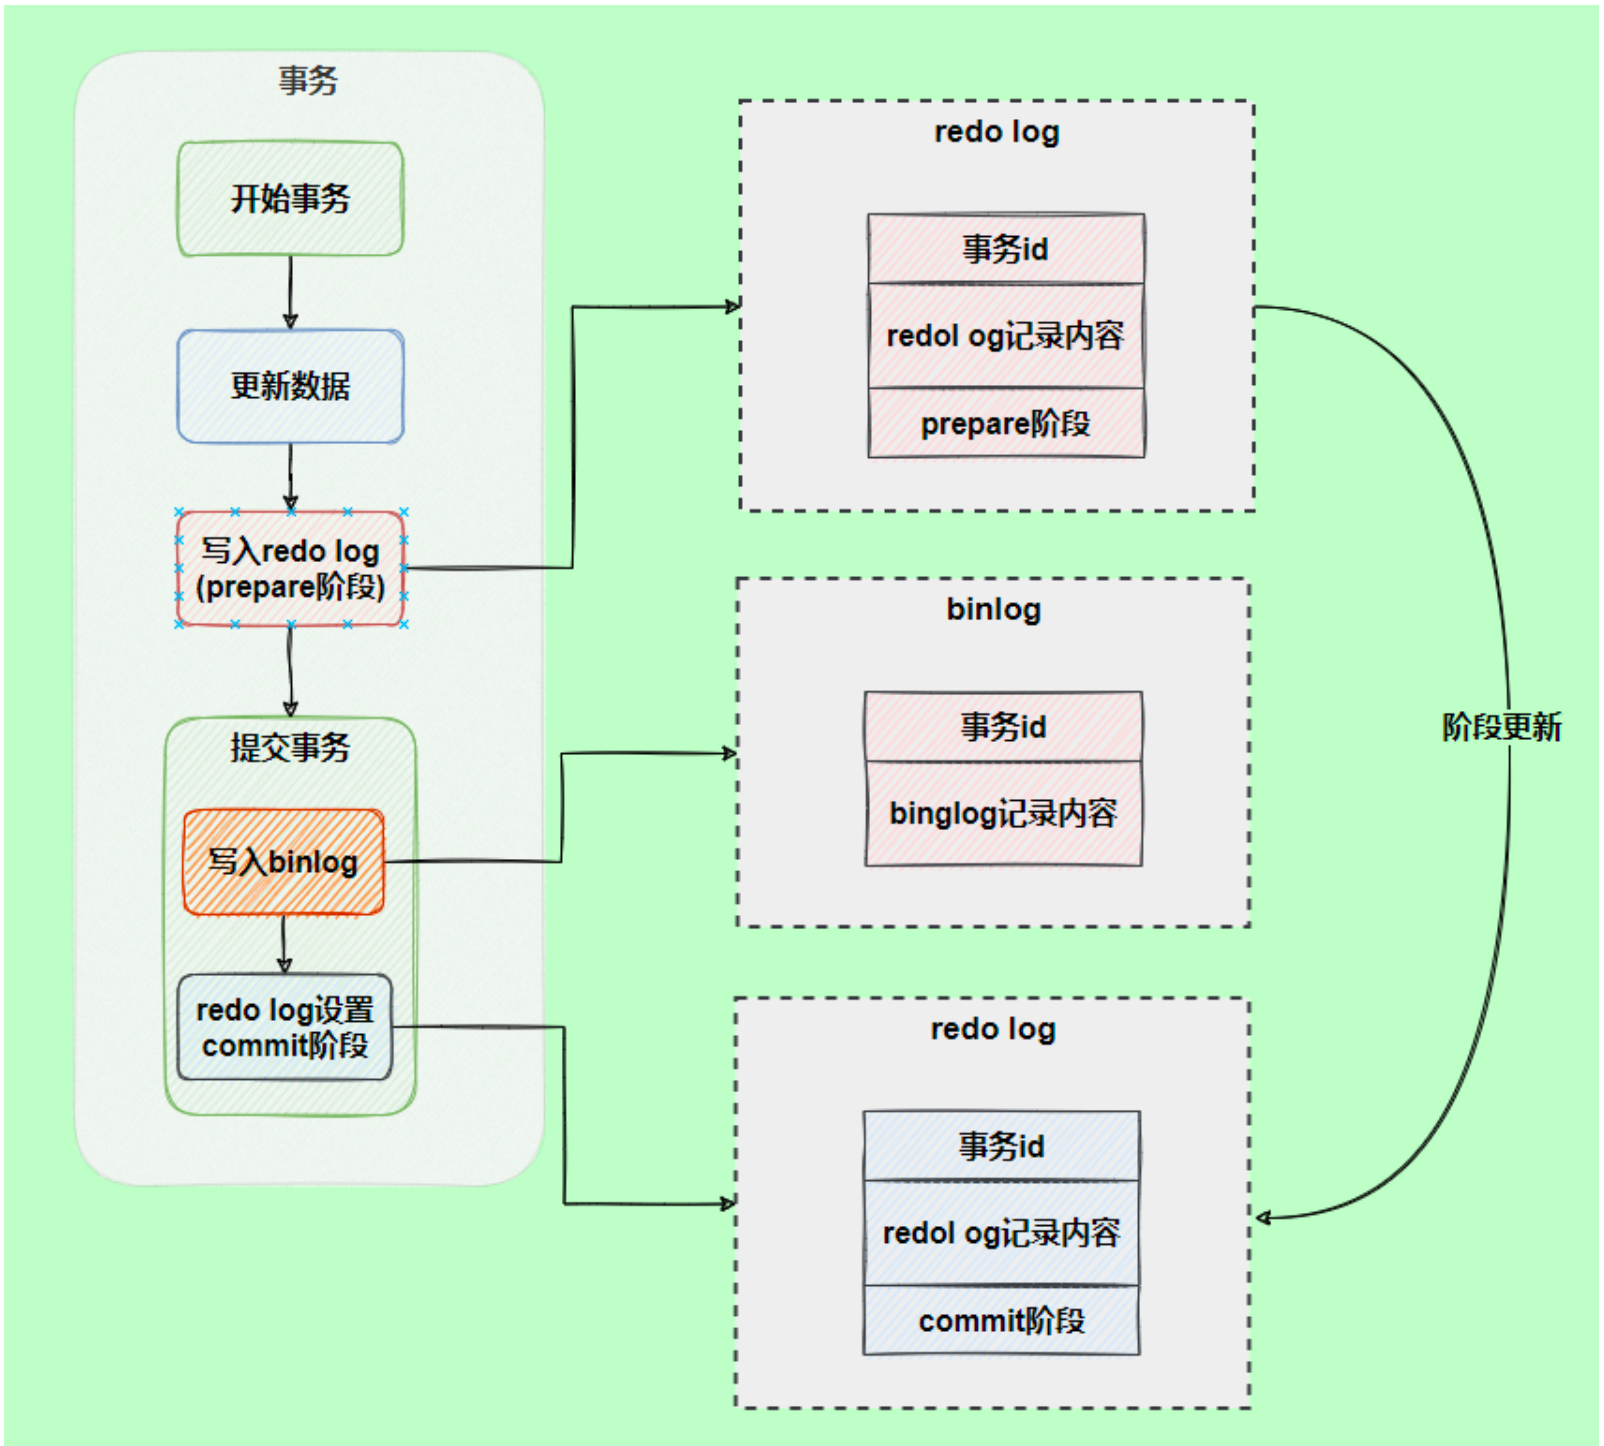 事务
开始事务
更新数据
写入redo log
(prepare阶段)
提交事务
写入binlog
redo log设置
commit阶段
redo log
事务id
redol og记录内容
prepare阶段
binlog
事务id
binglog记录内容
redo log
事务id
redol og记录内容
commit阶段
阶段更新